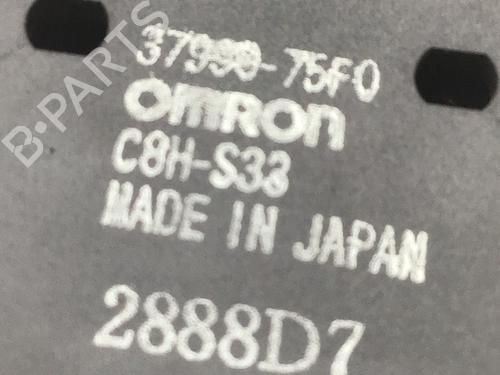 37990-75F0
omron
C8H-S33
MADE IN JAPAN
2888D7
B-PARTS